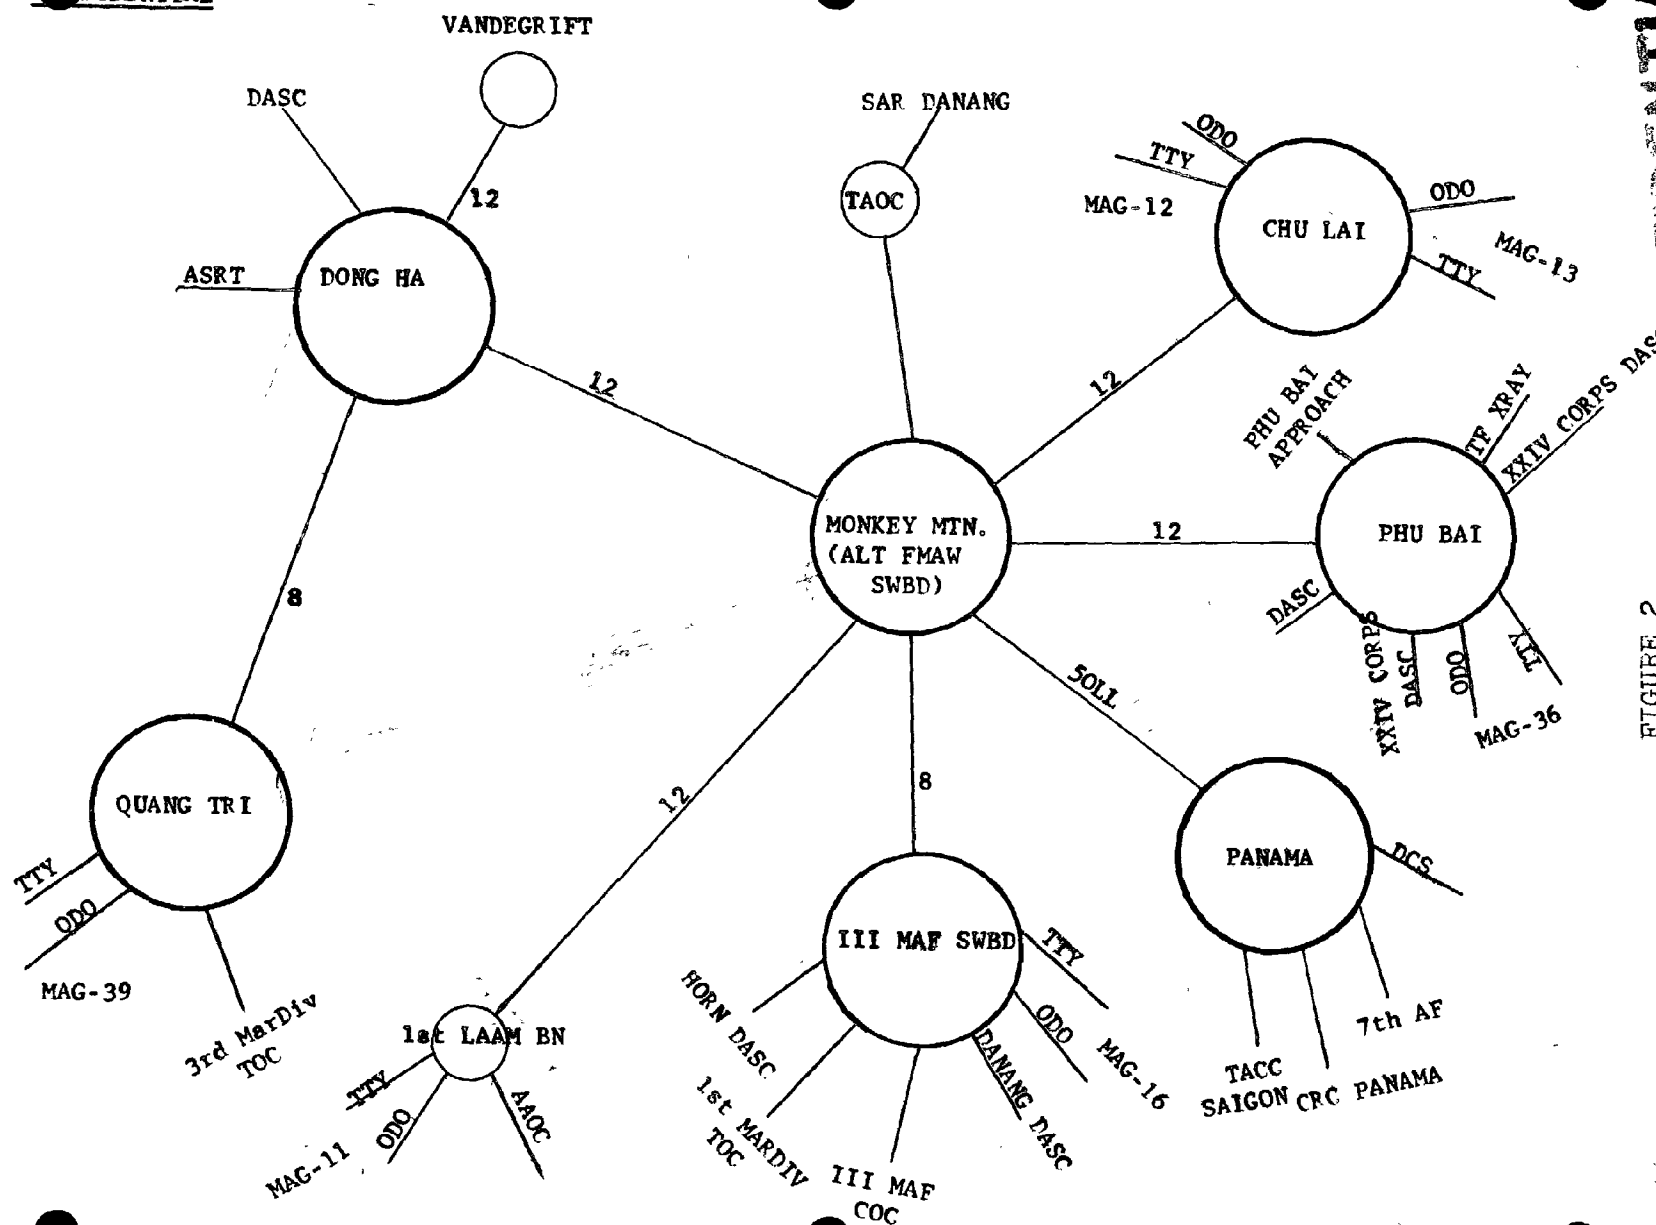 VANDEGRIFT
DASC
12
ASRT
DONG HA
SAR DANANG
TAOC
ODO
TTY
MAG-12
CHU LAI
ODO
MAG-13
TTY
12
12
PHU BAI
APPROACH
TF XRAY
XXIV CORPS DASC
MONKEY MTN.
(ALT FMAW
SWBD)
12
PHU BAI
DASC
XXIV CORPS
DASC
ODO
TTY
MAG-36
FIGURE 2
8
5OL1
QUANG TRI
TTY
ODO
MAG-39
3rd MarDiv
TOC
12
8
PANAMA
DCS
7th AF
TACC
SAIGON
CRC PANAMA
III MAF SWBD
TTY
ODO
MAG-16
HORN DASC
1st MARDIV
TOC
III MAF
COC
DANANG DASC
1st LAAM BN
TTY
ODO
MAG-11
AAOC